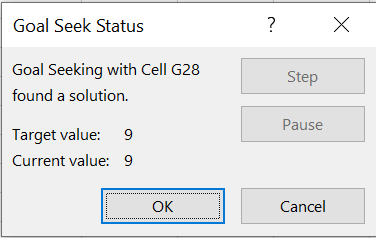 Goal Seek Status
?
Goal Seeking with Cell G28
found a solution.
Step
Pause
Target value: 9
Current value: 9
OK
Cancel